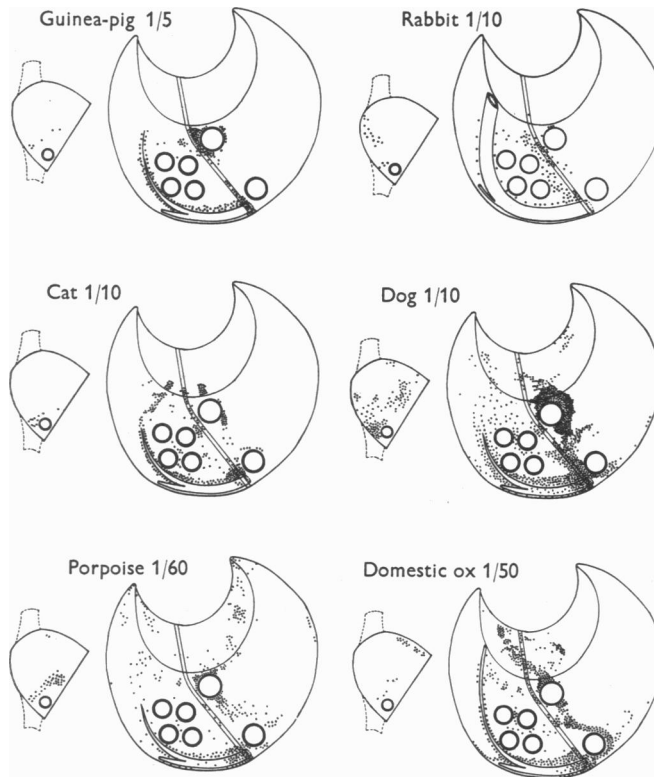 Guinea-pig 1/5
Rabbit 1/10
Cat 1/10
Dog 1/10
Porpoise 1/60
Domestic ox 1/50